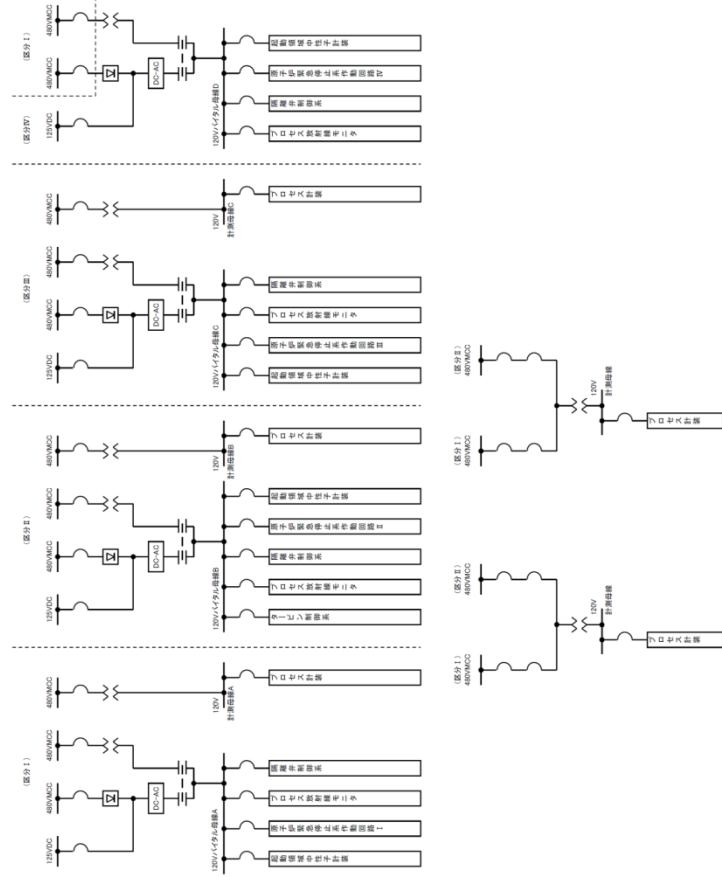 (区分Ⅰ)
125VDC
480VMCC
480VMCC
480VMCC
DC-AC
120VバイタルA母線A
起動領域中性子計装
原子炉緊急停止系作動回路Ⅰ
プロセス放射線モニタ
隔離弁制御系
120V
計測母線A
プロセス計装
(区分Ⅱ)
125VDC
480VMCC
480VMCC
480VMCC
DC-AC
120Vバイタル母線B
タービン制御系
プロセス放射線モニタ
隔離弁制御系
原子炉緊急停止系作動回路Ⅱ
起動領域中性子計装
120V
計測母線B
プロセス計装
(区分Ⅲ)
125VDC
480VMCC
480VMCC
480VMCC
DC-AC
120Vバイタル母線C
起動領域中性子計装
原子炉緊急停止系作動回路Ⅲ
プロセス放射線モニタ
隔離弁制御系
120V
計測母線C
プロセス計装
(区分Ⅳ)
(区分Ⅰ)
125VDC
480VMCC
480VMCC
DC-AC
120Vバイタル母線D
プロセス放射線モニタ
隔離弁制御系
原子炉緊急停止系作動回路Ⅳ
起動領域中性子計装
(区分Ⅰ)
480VMCC
(区分Ⅱ)
480VMCC
120V
計測母線
プロセス計装
(区分Ⅰ)
480VMCC
(区分Ⅱ)
480VMCC
120V
計測母線
プロセス計装